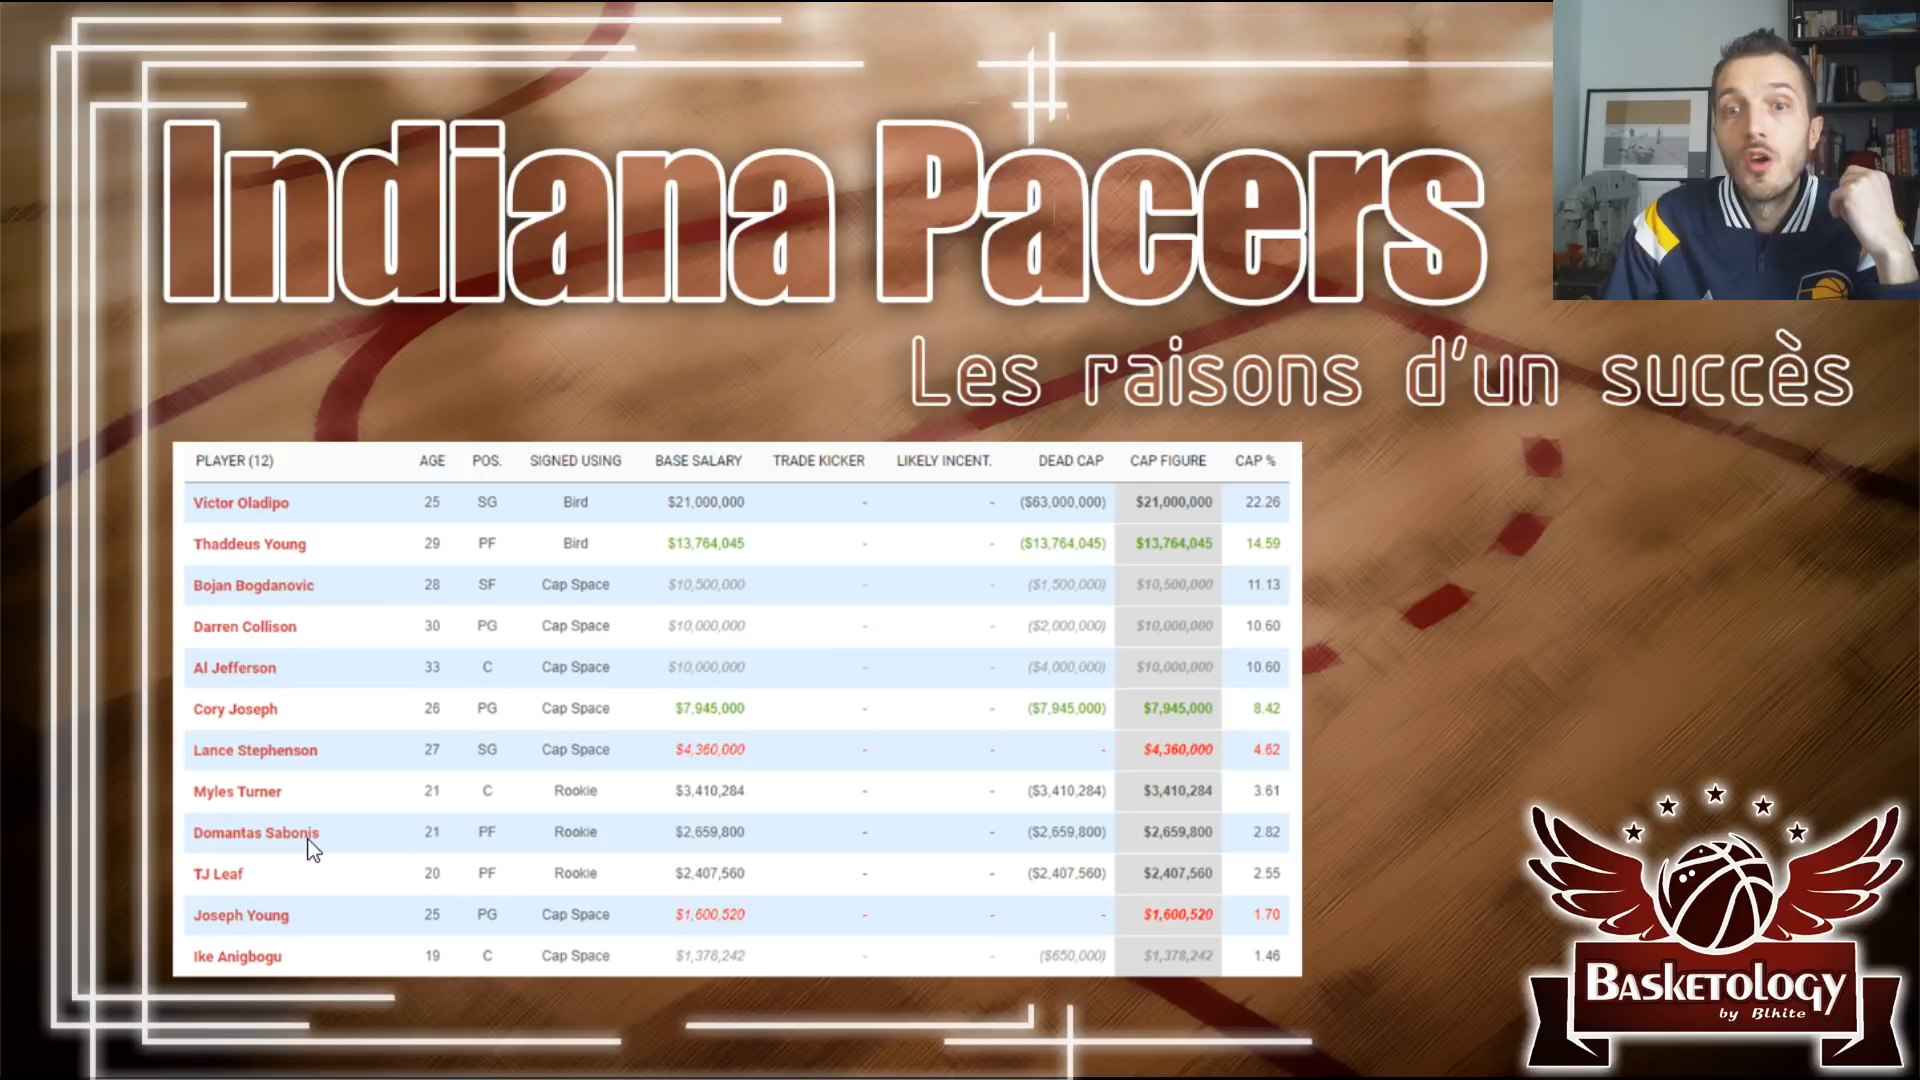 Indiana Pacers
Les raisons d'un succès
PLAYER (12) AGE POS. SIGNED USING BASE SALARY TRADE KICKER LIKELY INCENT. DEAD CAP CAP FIGURE CAP %
Victor Oladipo 25 SG Bird $21,000,000 - - ($63,000,000) $21,000,000 22.26
Thaddeus Young 29 PF Bird $13,764,045 - - ($13,764,045) $13,764,045 14.59
Bojan Bogdanovic 28 SF Cap Space $10,500,000 - - ($1,500,000) $10,500,000 11.13
Darren Collison 30 PG Cap Space $10,000,000 - - ($2,000,000) $10,000,000 10.60
Al Jefferson 33 C Cap Space $10,000,000 - - ($4,000,000) $10,000,000 10.60
Cory Joseph 26 PG Cap Space $7,945,000 - - ($7,945,000) $7,945,000 8.42
Lance Stephenson 27 SG Cap Space $4,360,000 - - - $4,360,000 4.62
Myles Turner 21 C Rookie $3,410,284 - - ($3,410,284) $3,410,284 3.61
Domantas Sabonis 21 PF Rookie $2,659,800 - - ($2,659,800) $2,659,800 2.82
TJ Leaf 20 PF Rookie $2,407,560 - - ($2,407,560) $2,407,560 2.55
Joseph Young 25 PG Cap Space $1,600,520 - - - $1,600,520 1.70
Ike Anigbogu 19 C Cap Space $1,378,242 - - ($650,000) $1,378,242 1.46
Basketology
by Blhite